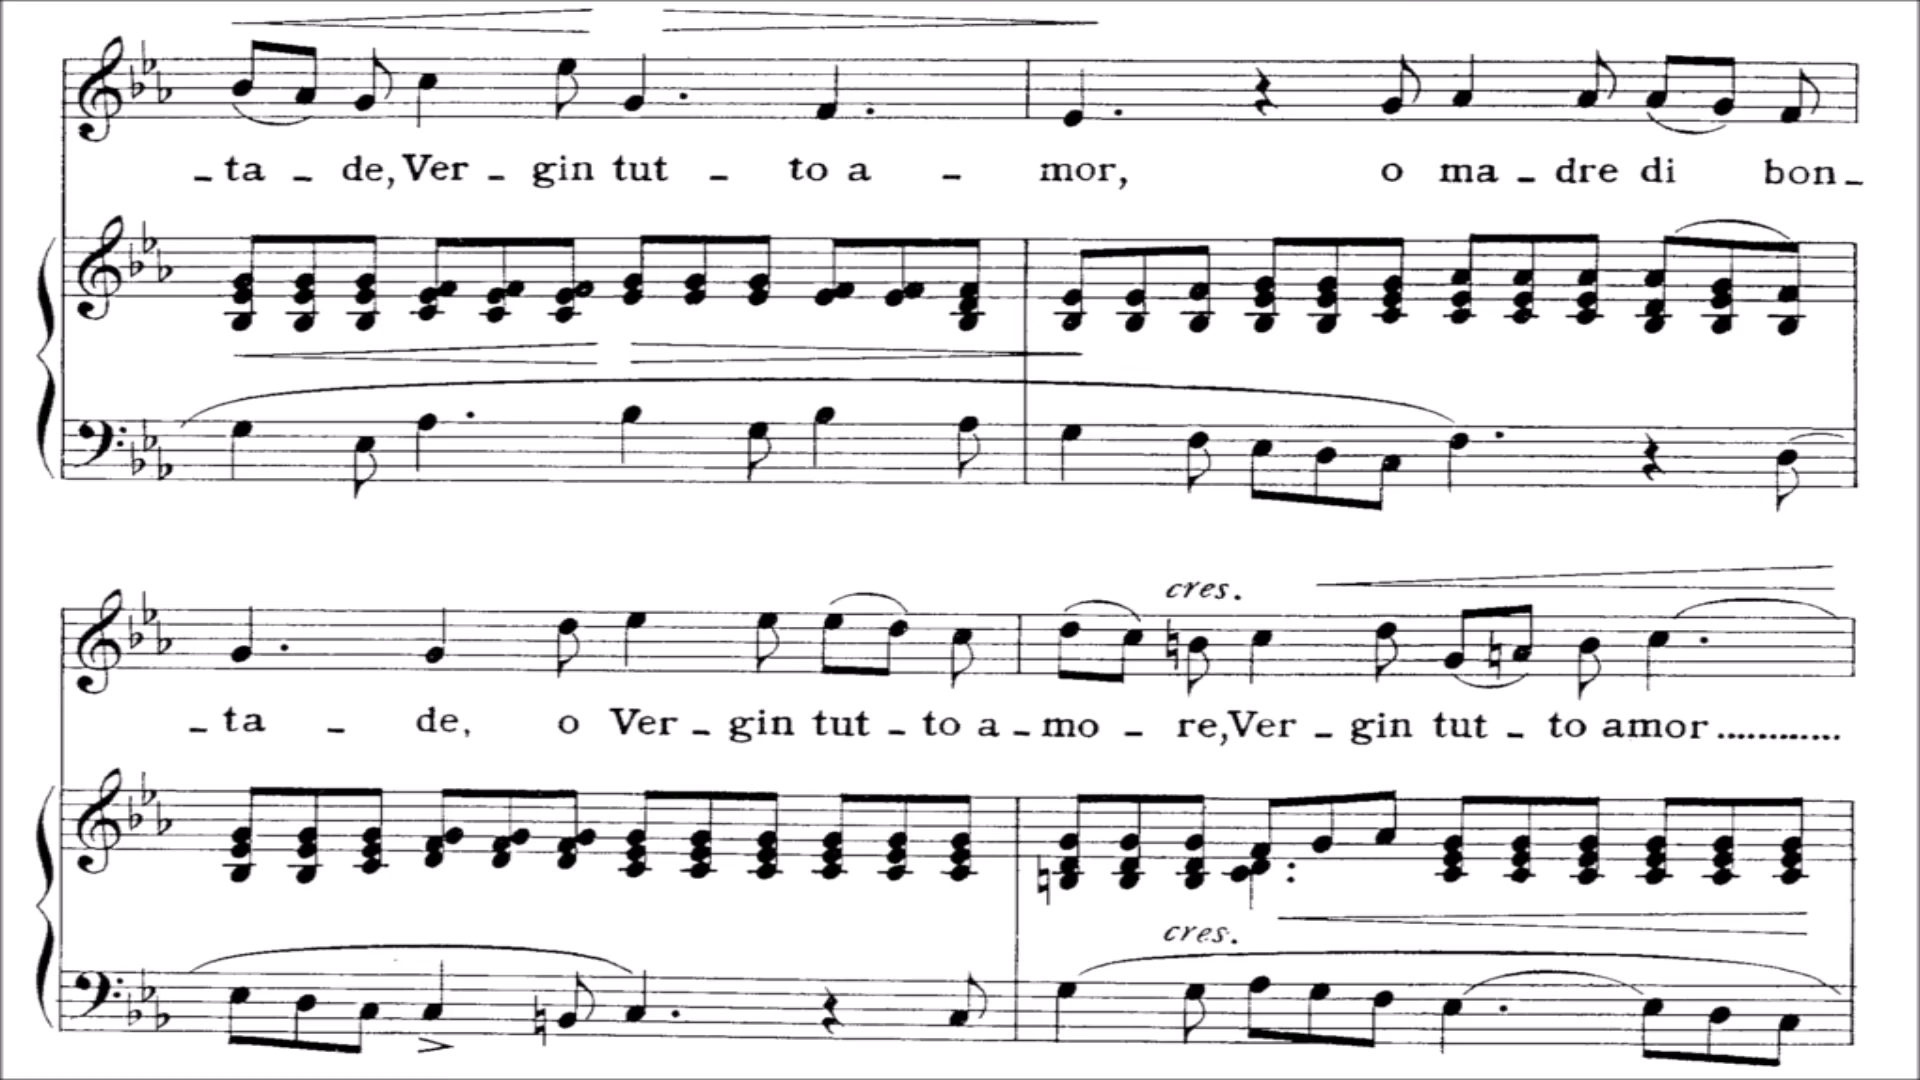 _ ta _ de, Ver _ gin tut _ to a _ mor, o ma _ dre di bon _
cres.
_ ta _ de, o Ver _ gin tut _ to a _ mo _ re, Ver _ gin tut _ to amor............
cres.